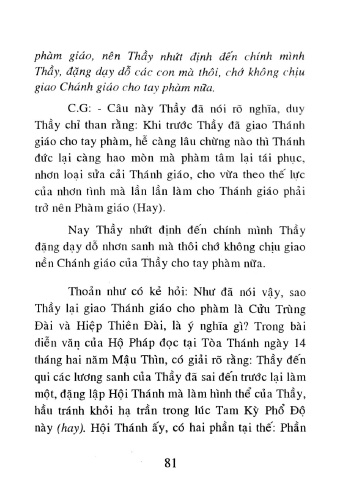 phàm giáo, nên Thầy nhứt định đến chính mình
Thầy, đặng dạy dỗ các con mà thôi, chớ không chịu
giao Chánh giáo cho tay phàm nữa.
C.G: - Câu này Thầy đã nói rõ nghĩa, duy
Thầy chỉ than rằng: Khi trước Thầy đã giao Thánh
giáo cho tay phàm, hễ càng lâu chừng nào thì Thánh
đức lại càng hao mòn mà phàm tâm lại tái phục,
nhơn loại sửa cải Thánh giáo, cho vừa theo thế lực
của nhơn tình mà lần lần làm cho Thánh giáo phải
trở nên Phàm giáo (Hay).
Nay Thầy nhứt định đến chính mình Thầy
đặng dạy dỗ nhơn sanh mà thôi chớ không chịu giao
nền Chánh giáo của Thầy cho tay phàm nữa.
Thoản như có kẻ hỏi: Như đã nói vậy, sao
Thầy lại giao Thánh giáo cho phàm là Cửu Trùng
Đài và Hiệp Thiên Đài, là ý nghĩa gì? Trong bài
diễn văn của Hộ Pháp đọc tại Tòa Thánh ngày 14
tháng hai năm Mậu Thìn, có giải rõ rằng: Thầy đến
qui các lương sanh của Thầy đã sai đến trước lại làm
một, đặng lập Hội Thánh mà làm hình thể của Thầy,
hầu tránh khỏi hạ trần trong lúc Tam Kỳ Phổ Độ
này (hay). Hội Thánh ấy, có hai phần tại thế: Phần
81